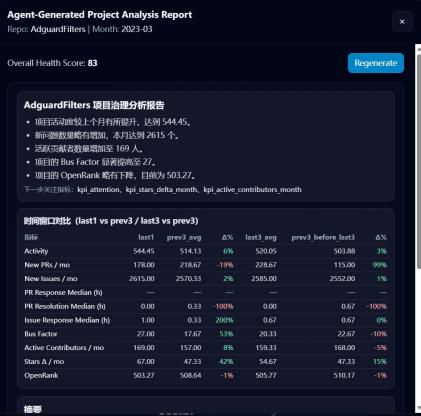 Agent-Generated Project Analysis Report
Repo: AdguardFilters | Month: 2023-03
×
Overall Health Score: 83
Regenerate
AdguardFilters 项目治理分析报告
• 项目活动度较上个月有所提升，达到 544.45。
• 新问题数量略有增加，本月达到 2615 个。
• 活跃贡献者数量增加至 169 人。
• 项目的 Bus Factor 显著提高至 27。
• 项目的 OpenRank 略有下降，目前为 503.27。
下一步关注指标：kpi_attention、kpi_stars_delta_month、kpi_active_contributors_month
时间窗口对比（last1 vs prev3 / last3 vs prev3）
指标 last1 prev3_avg Δ% last3_avg prev3_before_last3 Δ%
Activity 544.45 514.13 6% 520.05 503.88 3%
New PRs / mo 178.00 218.67 -19% 228.67 115.00 99%
New Issues / mo 2615.00 2570.33 2% 2585.00 2552.00 1%
PR Response Median (h) — — — — — —
PR Resolution Median (h) 0.00 0.33 -100% 0.00 0.67 -100%
Issue Response Median (h) 1.00 0.33 200% 0.67 0.67 0%
Bus Factor 27.00 17.67 53% 20.33 22.67 -10%
Active Contributors / mo 169.00 157.00 8% 159.33 168.00 -5%
Stars Δ / mo 67.00 47.33 42% 54.67 47.33 15%
OpenRank 503.27 508.64 -1% 505.77 510.17 -1%
摘要